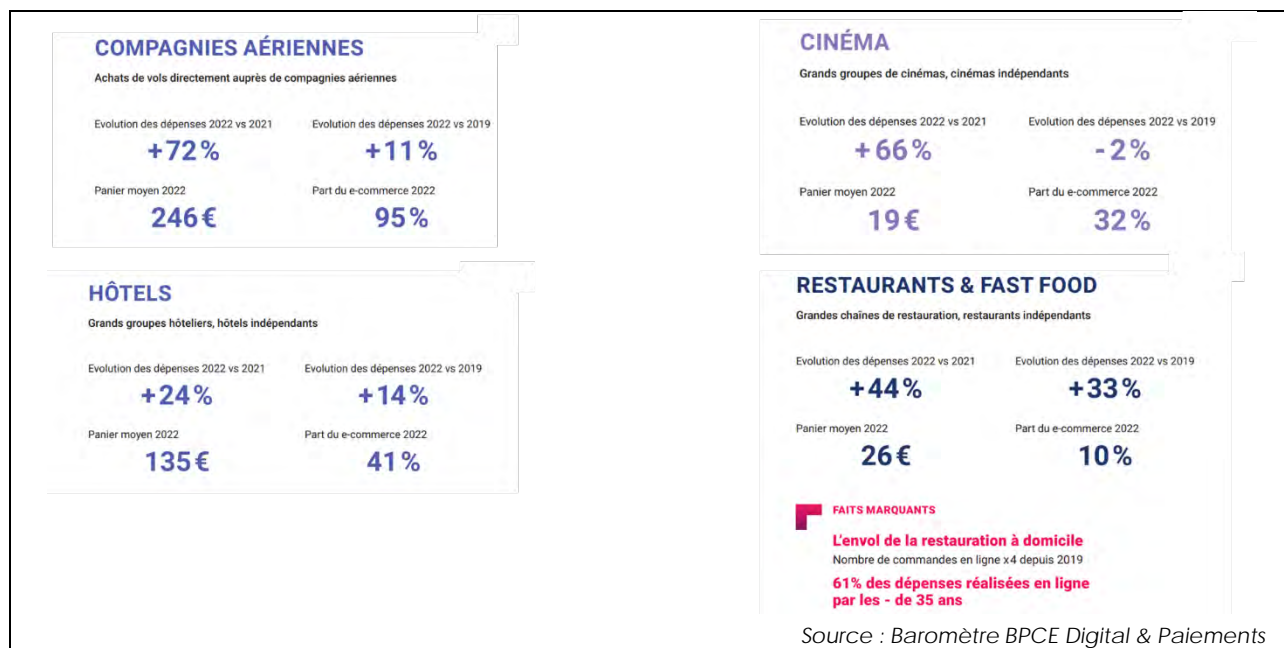 COMPAGNIES AÉRIENNES
Achats de vols directement auprès de compagnies aériennes
Evolution des dépenses 2022 vs 2021
Evolution des dépenses 2022 vs 2019
+72%
+11%
Panier moyen 2022
Part du e-commerce 2022
246€
95%
HÔTELS
Grands groupes hôteliers, hôtels indépendants
Evolution des dépenses 2022 vs 2021
Evolution des dépenses 2022 vs 2019
+24%
+14%
Panier moyen 2022
Part du e-commerce 2022
135€
41%
CINÉMA
Grands groupes de cinémas, cinémas indépendants
Evolution des dépenses 2022 vs 2021
Evolution des dépenses 2022 vs 2019
+66%
-2%
Panier moyen 2022
Part du e-commerce 2022
19€
32%
RESTAURANTS & FAST FOOD
Grandes chaînes de restauration, restaurants indépendants
Evolution des dépenses 2022 vs 2021
Evolution des dépenses 2022 vs 2019
+44%
+33%
Panier moyen 2022
Part du e-commerce 2022
26€
10%
FAITS MARQUANTS
L'envol de la restauration à domicile
Nombre de commandes en ligne x4 depuis 2019
61% des dépenses réalisées en ligne
par les - de 35 ans
Source : Baromètre BPCE Digital & Paiements